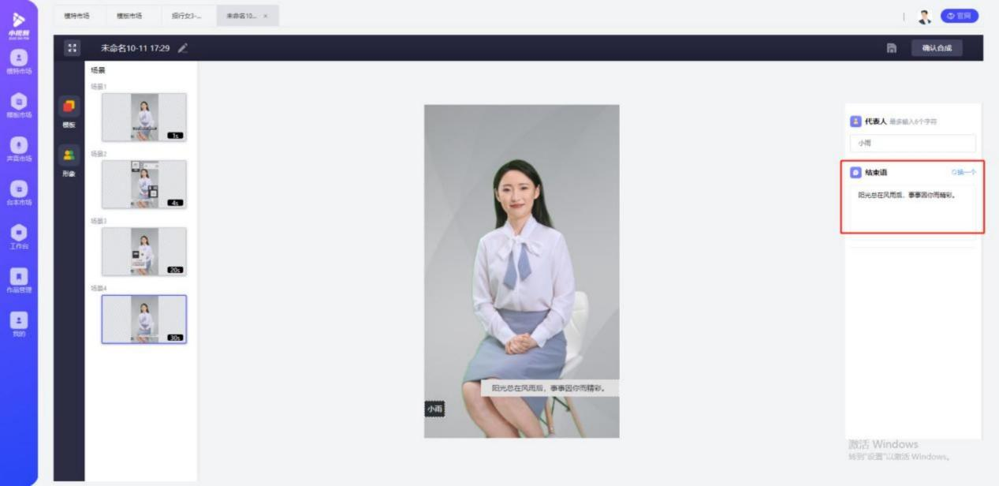 小视频
模特市场
模板市场
声音市场
台本市场
工作台
作品管理
我的
模特市场
模板市场
招行女3-...
未命名10... ×
官网
未命名10-11 17:29
确认合成
模板
形象
场景
场景1
1s
场景2
4s
场景3
20s
场景4
30s
阳光总在风雨后，事事因你而精彩。
小雨
代表人 最多输入6个字符
小雨
结束语
换一个
阳光总在风雨后，事事因你而精彩。
激活 Windows
转到"设置"以激活 Windows。